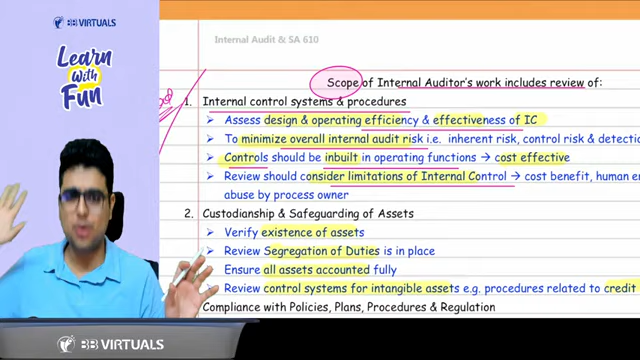 BB VIRTUALS
Learn
With
Fun
Internal Audit & SA 610
Scope of Internal Auditor's work includes review of:
1. Internal control systems & procedures
➢ Assess design & operating efficiency & effectiveness of IC
➢ To minimize overall internal audit risk i.e. inherent risk, control risk & detectio
➢ Controls should be inbuilt in operating functions → cost effective
➢ Review should consider limitations of Internal Control → cost benefit, human er
abuse by process owner
2. Custodianship & Safeguarding of Assets
➢ Verify existence of assets
➢ Review Segregation of Duties is in place
Ensure all assets accounted fully
➢ Review control systems for intangible assets e.g. procedures related to credit
Compliance with Policies, Plans, Procedures & Regulation
BB VIRTUALS